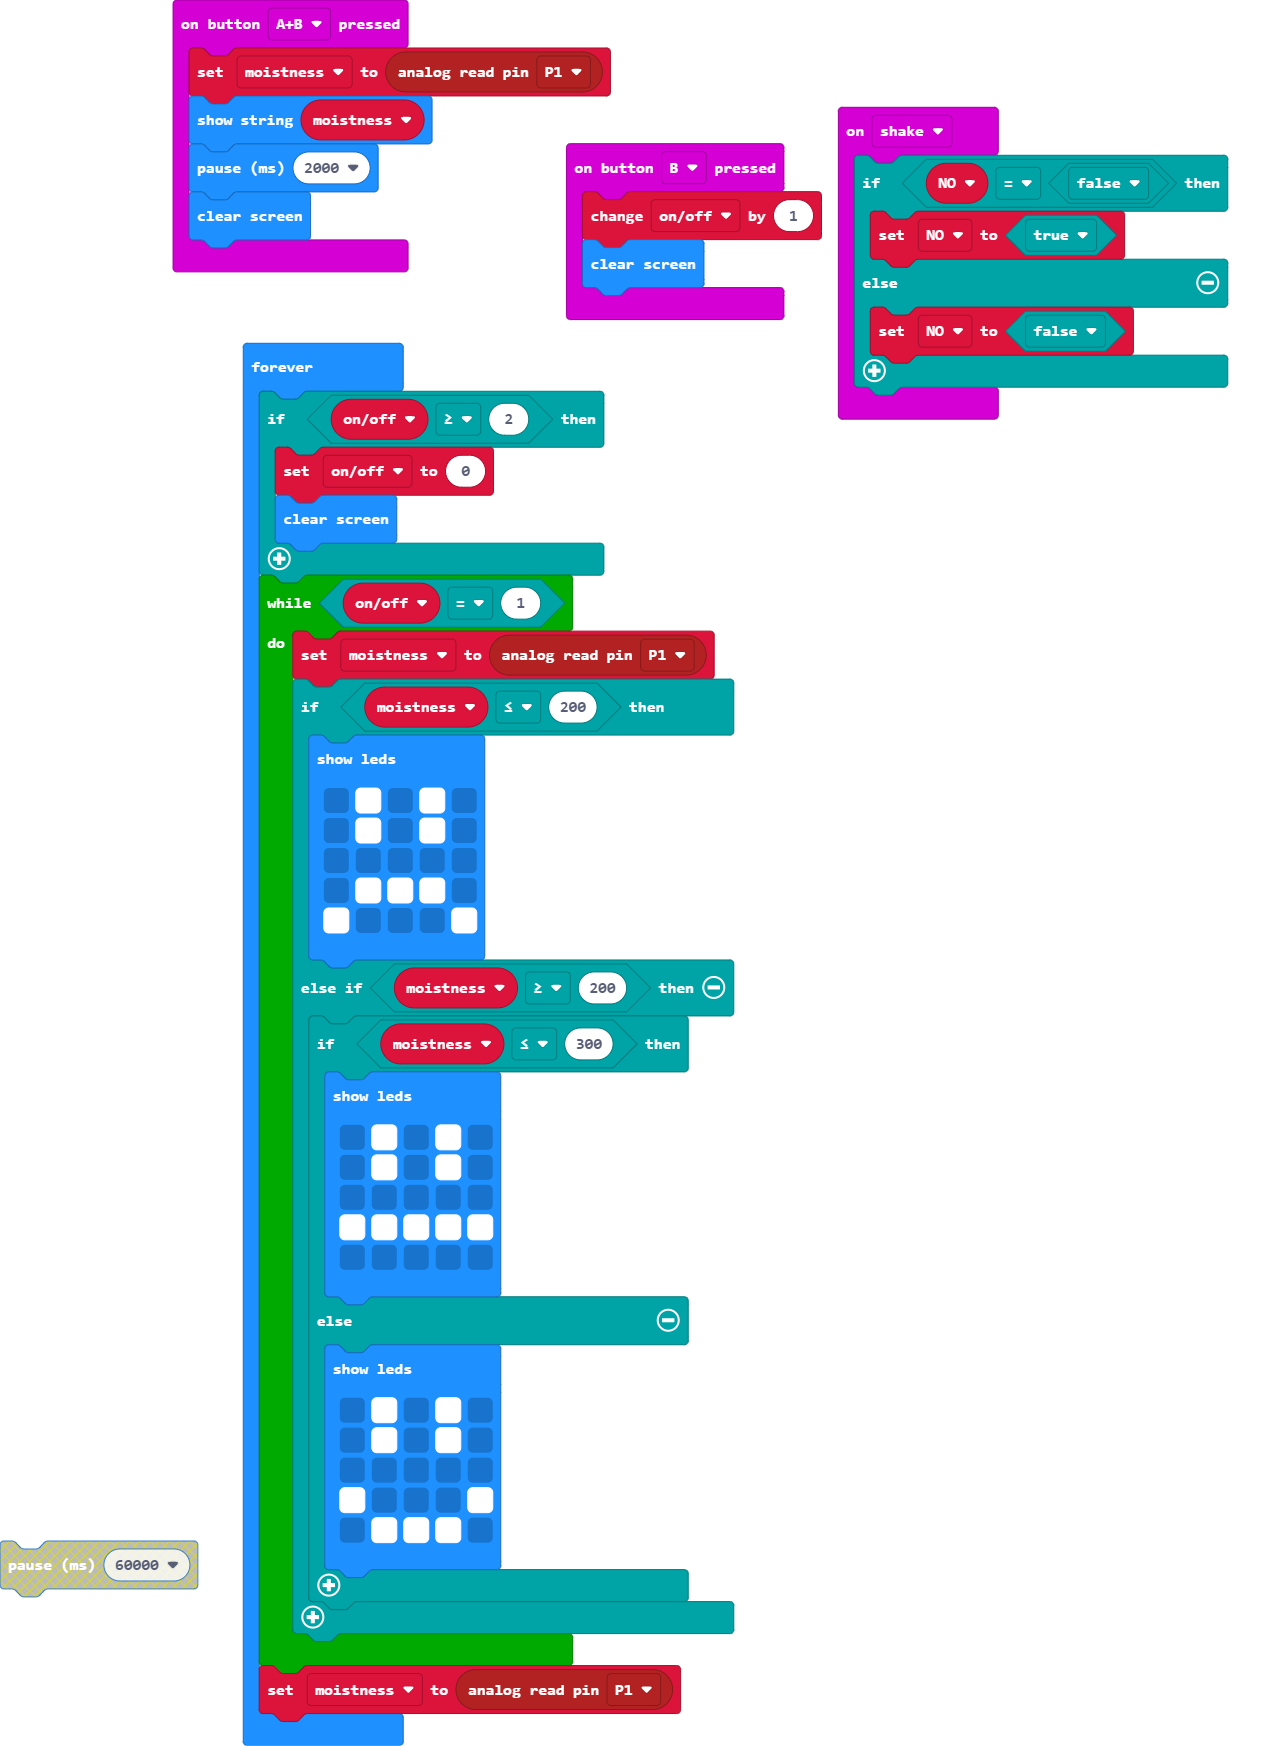 on button A+B pressed
set moistness to analog read pin P1
show string moistness
pause (ms) 2000
clear screen
on button B pressed
change on/off by 1
clear screen
on shake
if NO = false then
set NO to true
else
set NO to false
forever
if on/off ≥ 2 then
set on/off to 0
clear screen
while on/off = 1
do
set moistness to analog read pin P1
if moistness ≤ 200 then
show leds
else if moistness ≥ 200 then
if moistness ≤ 300 then
show leds
else
show leds
pause (ms) 60000
set moistness to analog read pin P1